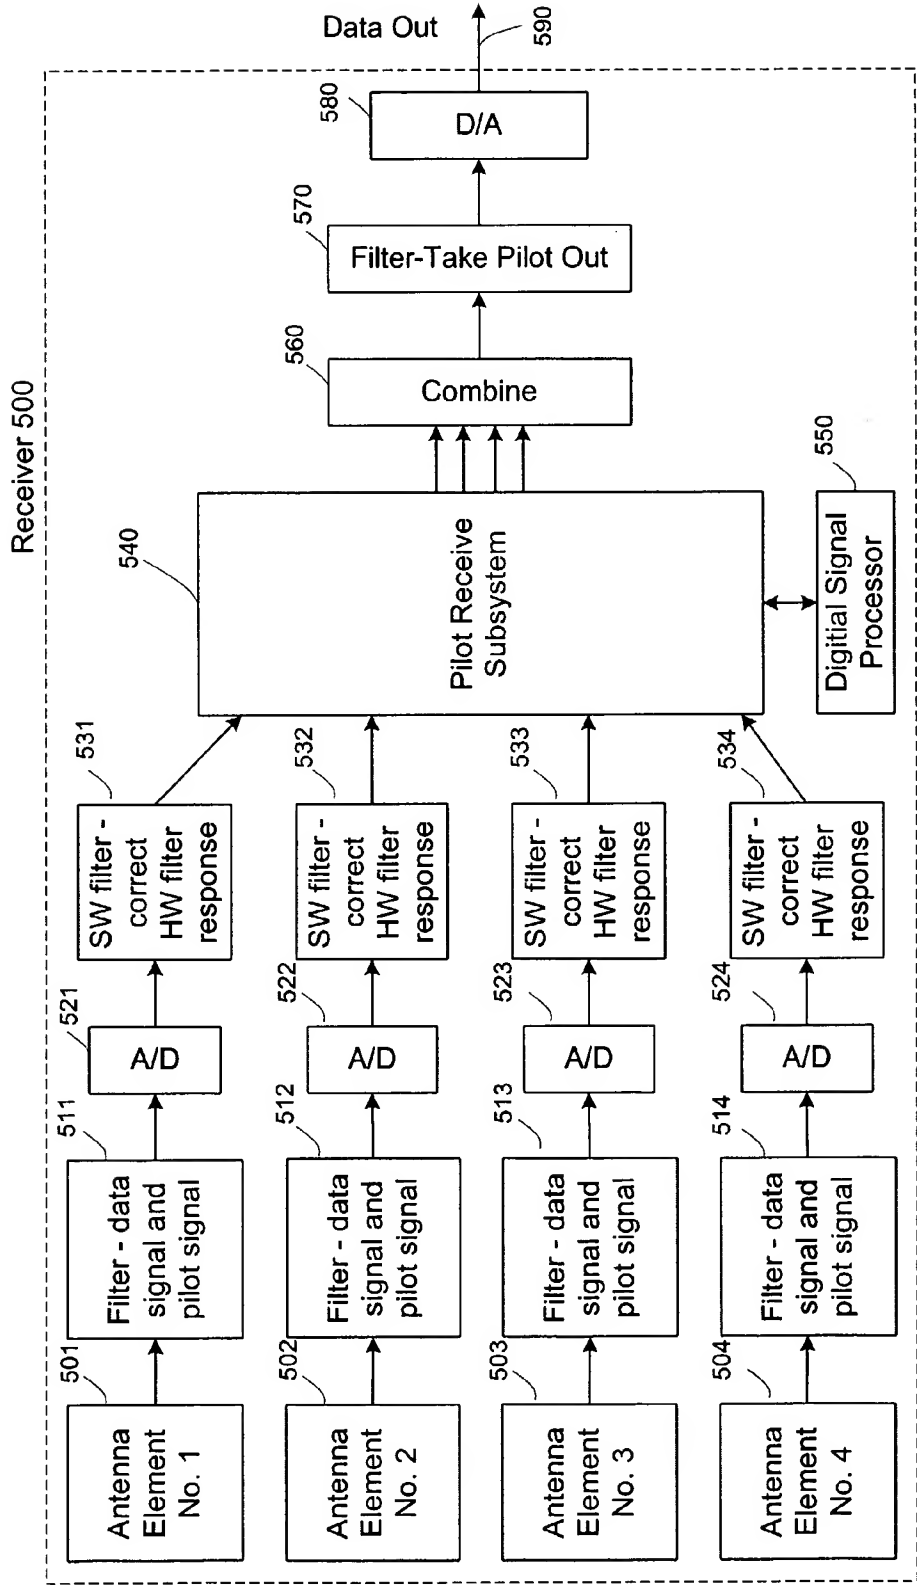 Receiver 500
501
Antenna
Element
No. 1
511
Filter - data
signal and
pilot signal
521
A/D
531
SW filter -
correct
HW filter
response
502
Antenna
Element
No. 2
512
Filter - data
signal and
pilot signal
522
A/D
532
SW filter -
correct
HW filter
response
503
Antenna
Element
No. 3
513
Filter - data
signal and
pilot signal
523
A/D
533
SW filter -
correct
HW filter
response
504
Antenna
Element
No. 4
514
Filter - data
signal and
pilot signal
524
A/D
534
SW filter -
correct
HW filter
response
540
Pilot Receive
Subsystem
550
Digitial Signal
Processor
560
Combine
570
Filter-Take Pilot Out
580
D/A
Data Out
590